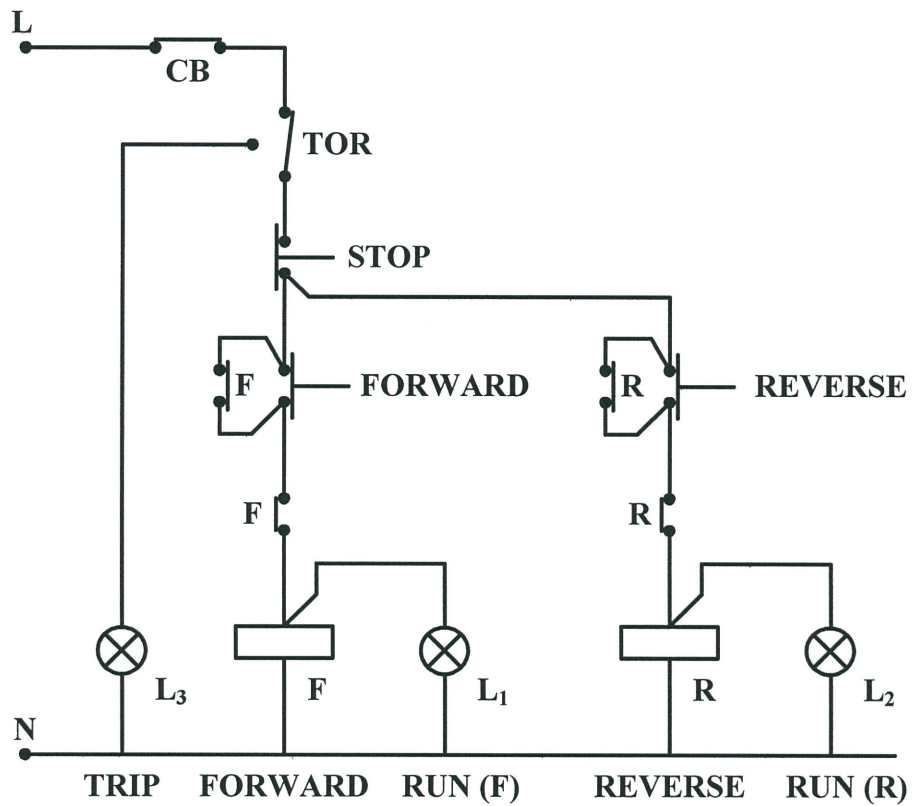 L
CB
TOR
STOP
F FORWARD R REVERSE
F R
L₃ F L₁ R L₂
N
TRIP FORWARD RUN (F) REVERSE RUN (R)